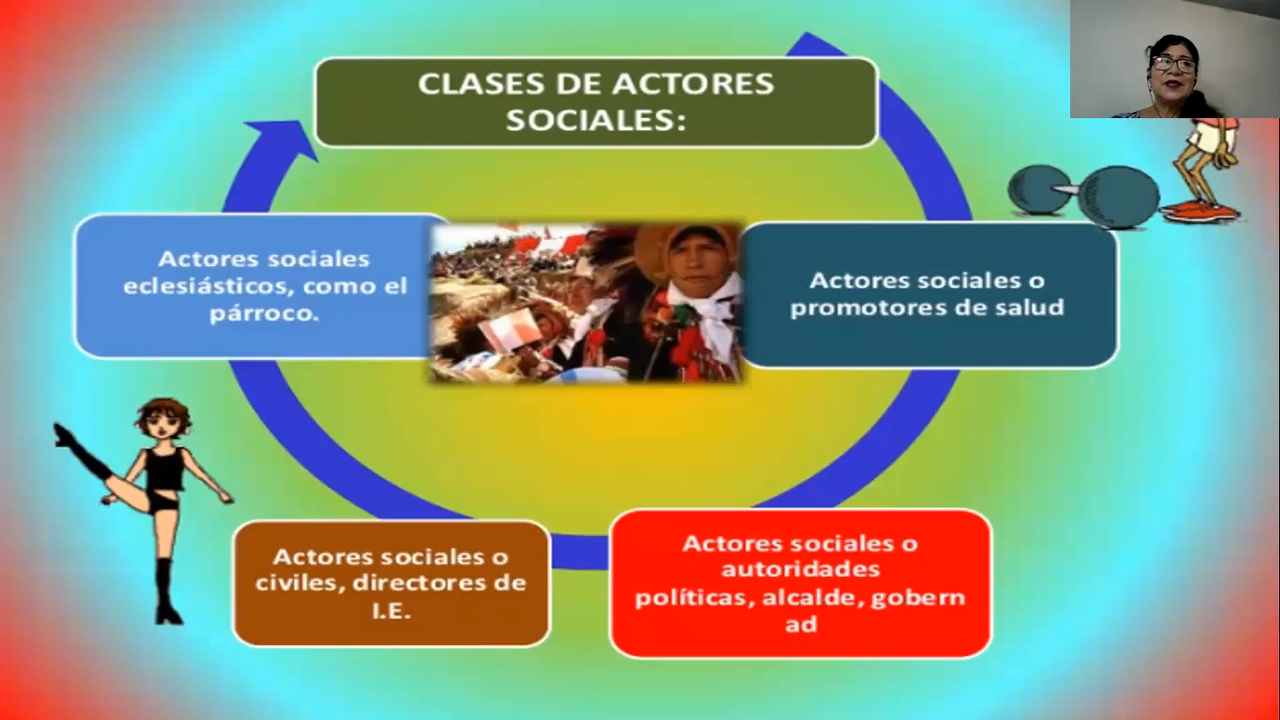 CLASES DE ACTORES
SOCIALES:
Actores sociales
eclesiásticos, como el
párroco.
Actores sociales o
promotores de salud
Actores sociales o
civiles, directores de
I.E.
Actores sociales o
autoridades
políticas, alcalde, gobern
ad